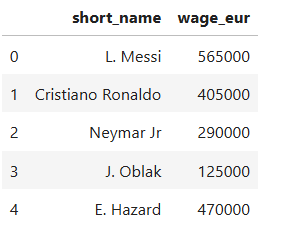 short_name wage_eur
0 L. Messi 565000
1 Cristiano Ronaldo 405000
2 Neymar Jr 290000
3 J. Oblak 125000
4 E. Hazard 470000